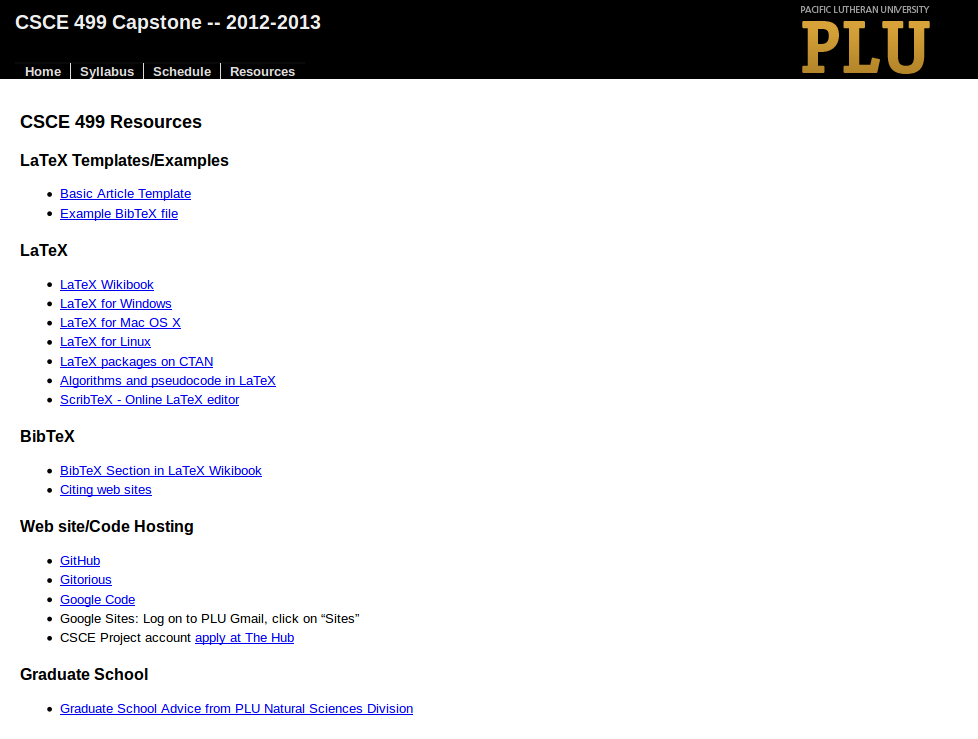 CSCE 499 Capstone -- 2012-2013
PACIFIC LUTHERAN UNIVERSITY
PLU
Home
Syllabus
Schedule
Resources
CSCE 499 Resources
LaTeX Templates/Examples
Basic Article Template
Example BibTeX file
LaTeX
LaTeX Wikibook
LaTeX for Windows
LaTeX for Mac OS X
LaTeX for Linux
LaTeX packages on CTAN
Algorithms and pseudocode in LaTeX
ScribTeX - Online LaTeX editor
BibTeX
BibTeX Section in LaTeX Wikibook
Citing web sites
Web site/Code Hosting
GitHub
Gitorious
Google Code
Google Sites: Log on to PLU Gmail, click on “Sites”
CSCE Project account apply at The Hub
Graduate School
Graduate School Advice from PLU Natural Sciences Division